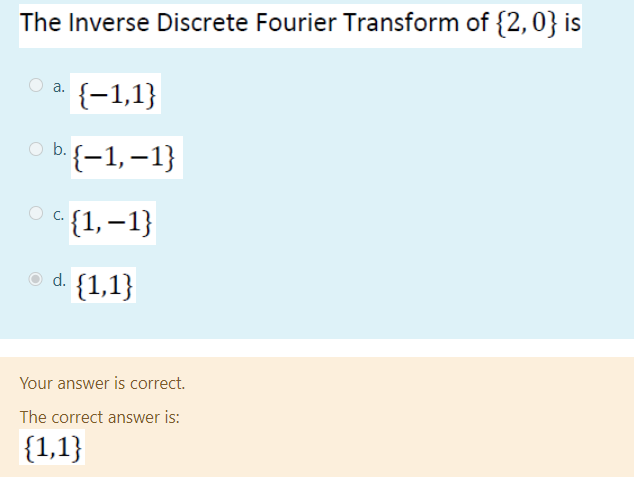 The Inverse Discrete Fourier Transform of {2, 0} is
a. {−1,1}
b. {−1, −1}
c. {1, −1}
d. {1,1}
Your answer is correct.
The correct answer is:
{1,1}